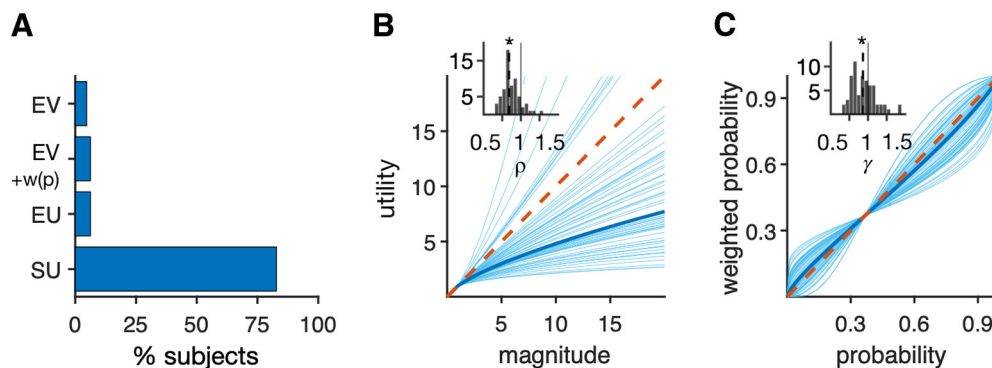 A
EV
EV
+w(p)
EU
SU
0 25 50 75 100
% subjects
B
15
5
*
0.5 1 1.5
ρ
15
10
5
utility
5 10 15
magnitude
C
10
5
*
0.5 1 1.5
γ
0.9
0.6
0.3
weighted probability
0.3 0.6 0.9
probability